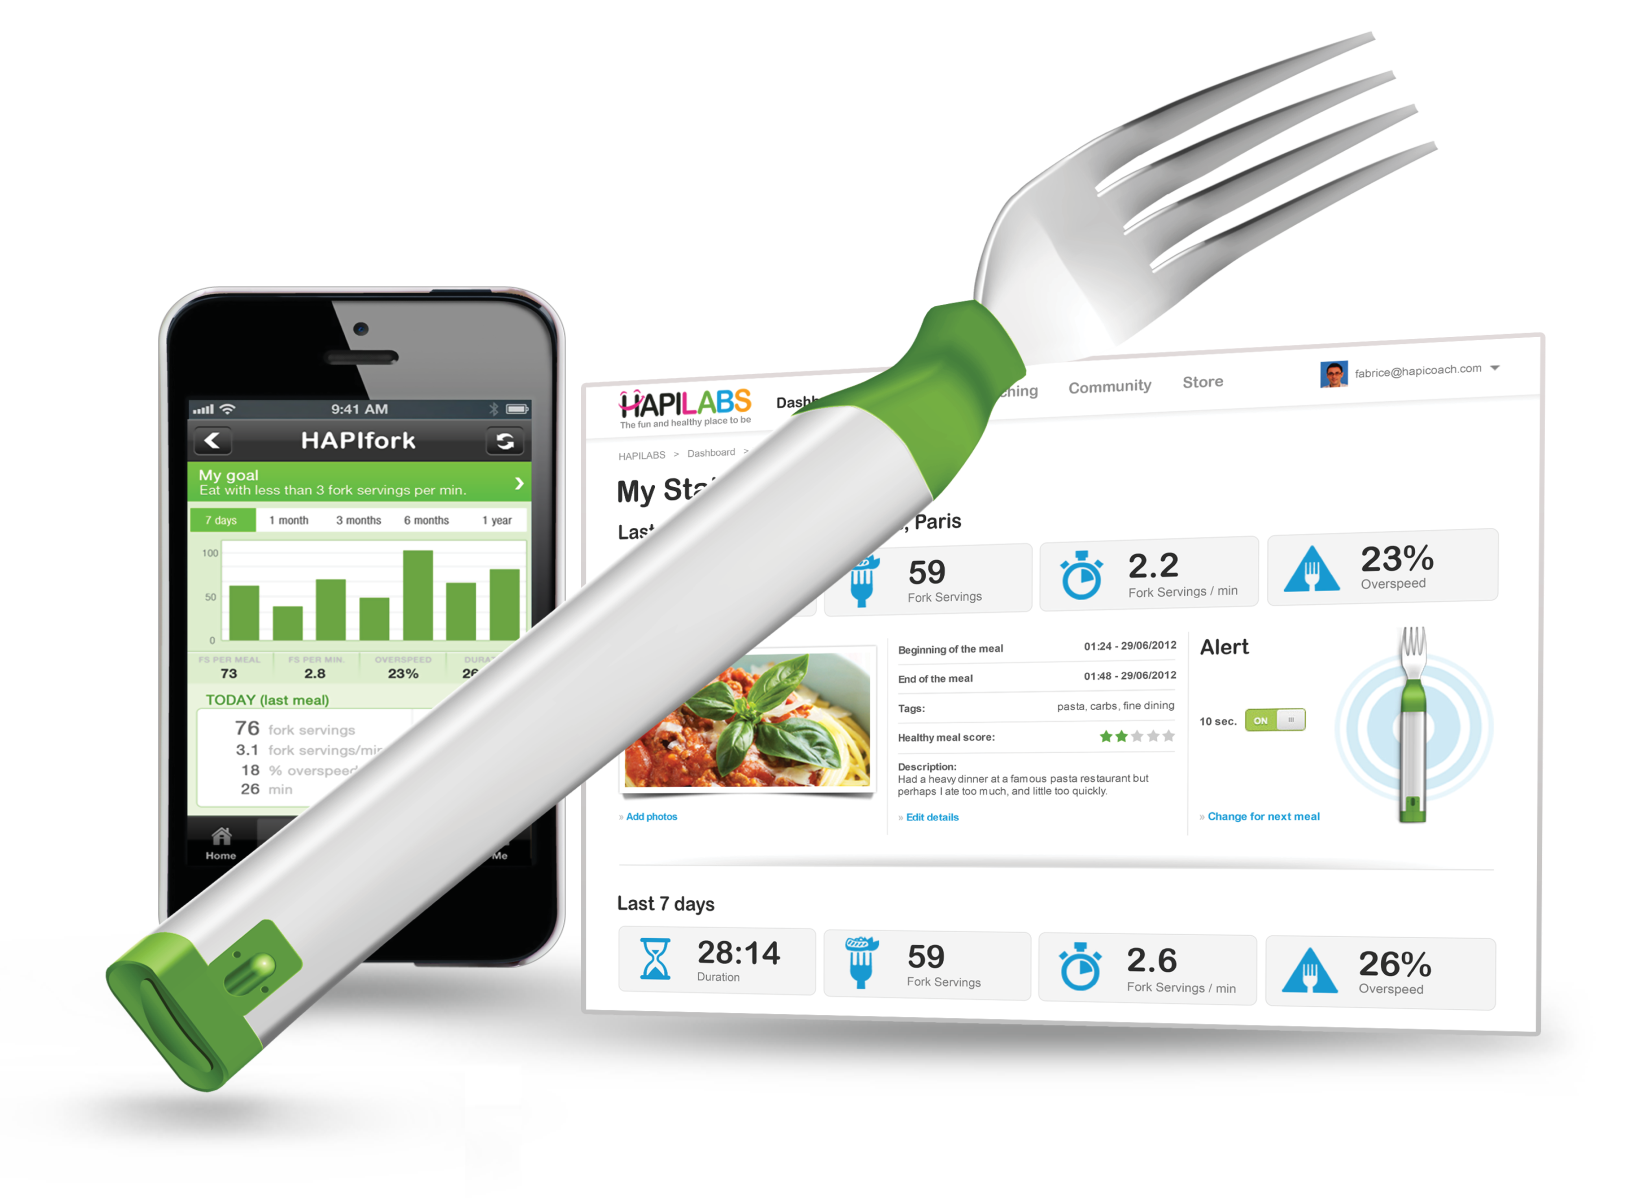 9:41 AM
HAPIfork
My goal
Eat with less than 3 fork servings per min.
7 days 1 month 3 months 6 months 1 year
100
50
0
FS PER MEAL FS PER MIN. OVERSPEED
73 2.8 23%
TODAY (last meal)
76 fork servings
3.1 fork servings/min
18 % overspeed
26 min
Home
Me
HAPILABS
The fun and healthy place to be
Community Store
fabrice@hapicoach.com
HAPILABS > Dashboard >
My
Paris
59
Fork Servings
2.2
Fork Servings / min
23%
Overspeed
» Add photos
Beginning of the meal 01:24 - 29/06/2012
End of the meal 01:48 - 29/06/2012
Tags: pasta, carbs, fine dining
Healthy meal score:
Description:
Had a heavy dinner at a famous pasta restaurant but
perhaps I ate too much, and little too quickly.
» Edit details
Alert
10 sec. ON
» Change for next meal
Last 7 days
28:14
Duration
59
Fork Servings
2.6
Fork Servings / min
26%
Overspeed